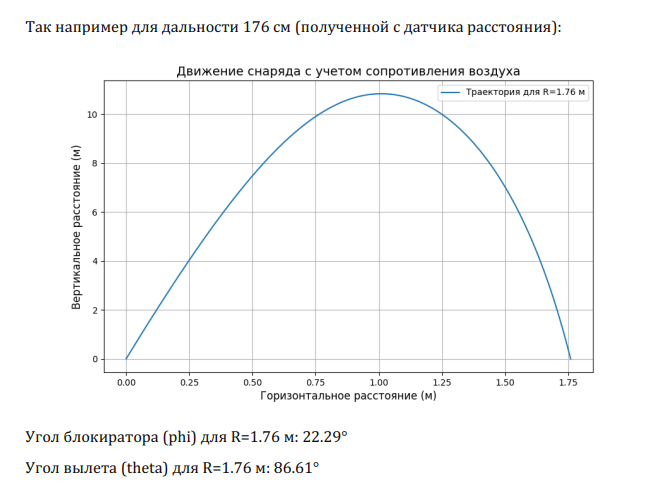 Так например для дальности 176 см (полученной с датчика расстояния):
Движение снаряда с учетом сопротивления воздуха
Траектория для R=1.76 м
Вертикальное расстояние (м)
10
8
6
4
2
0
0.00 0.25 0.50 0.75 1.00 1.25 1.50 1.75
Горизонтальное расстояние (м)
Угол блокиратора (phi) для R=1.76 м: 22.29°
Угол вылета (theta) для R=1.76 м: 86.61°